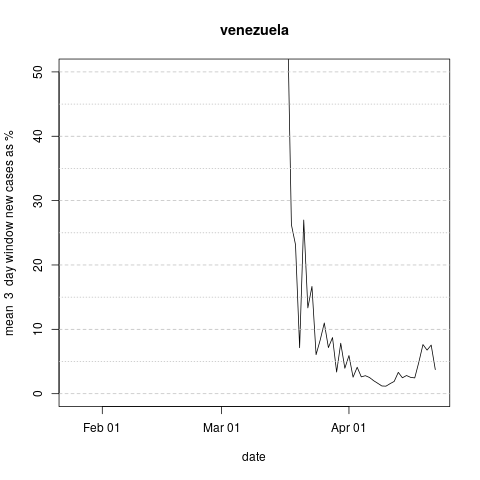 venezuela
mean 3 day window new cases as %
50
40
30
20
10
0
Feb 01
Mar 01
Apr 01
date